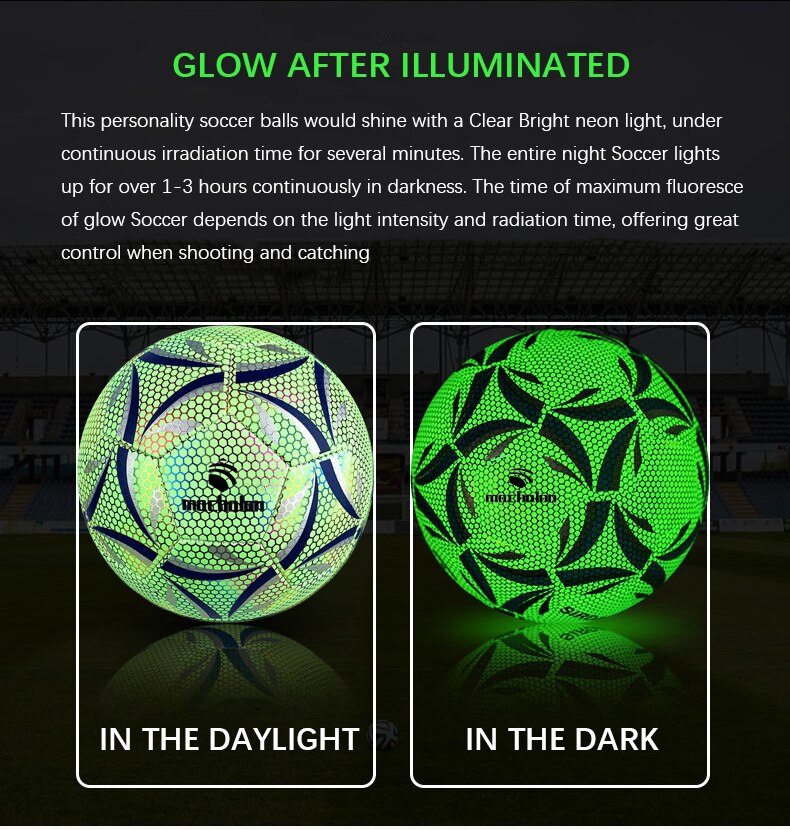 GLOW AFTER ILLUMINATED
This personality soccer balls would shine with a Clear Bright neon light, under
continuous irradiation time for several minutes. The entire night Soccer lights
up for over 1-3 hours continuously in darkness. The time of maximum fluoresce
of glow Soccer depends on the light intensity and radiation time, offering great
control when shooting and catching
mocholan
mocholan
IN THE DAYLIGHT
IN THE DARK